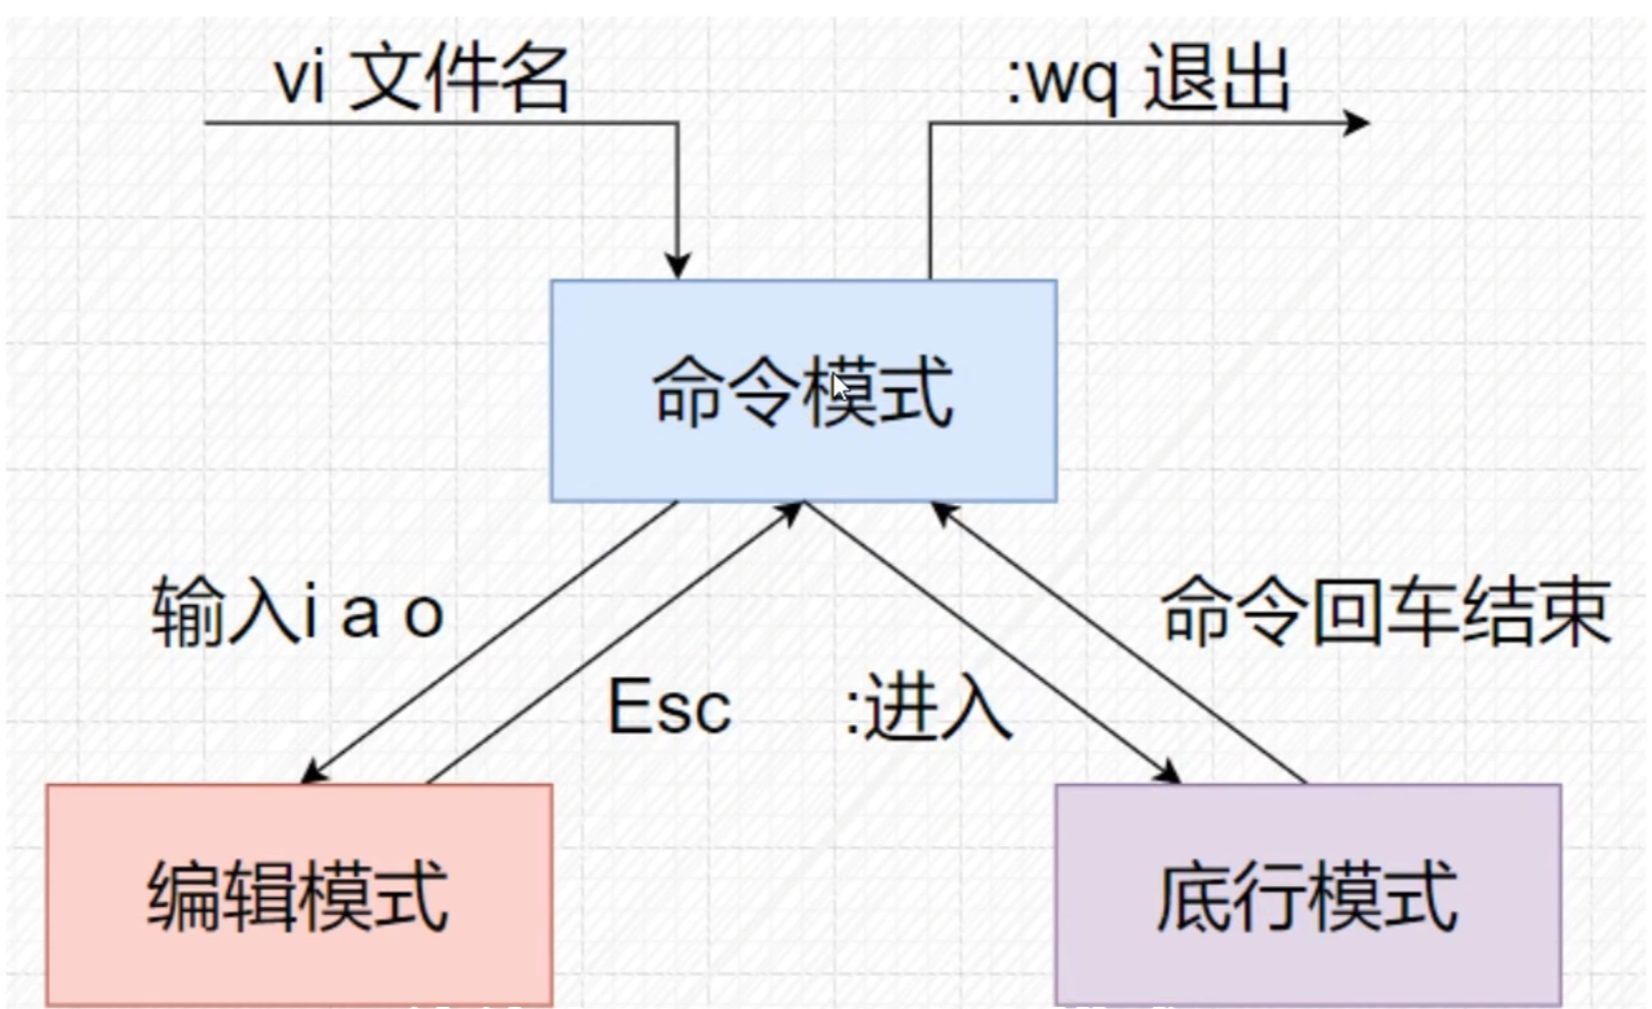 vi 文件名
:wq 退出
命令模式
输入i a o
命令回车结束
Esc
:进入
编辑模式
底行模式